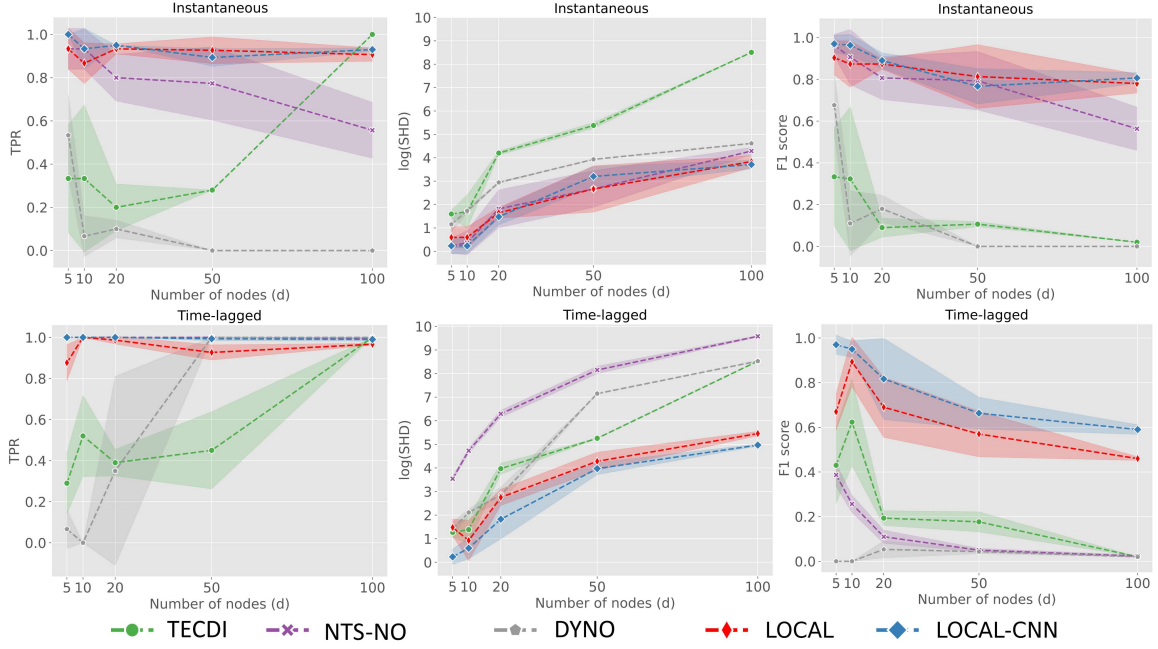 Instantaneous
1.0
0.8
0.6
0.4
0.2
0.0
TPR
5 10 20 50 100
Number of nodes (d)
Instantaneous
10
9
8
7
6
5
4
3
2
1
0
log(SHD)
5 10 20 50 100
Number of nodes (d)
Instantaneous
1.0
0.8
0.6
0.4
0.2
0.0
F1 score
5 10 20 50 100
Number of nodes (d)
Time-lagged
1.0
0.8
0.6
0.4
0.2
0.0
TPR
5 10 20 50 100
Number of nodes (d)
Time-lagged
10
9
8
7
6
5
4
3
2
1
0
log(SHD)
5 10 20 50 100
Number of nodes (d)
Time-lagged
1.0
0.8
0.6
0.4
0.2
0.0
F1 score
5 10 20 50 100
Number of nodes (d)
TECDI NTS-NO DYNO LOCAL LOCAL-CNN